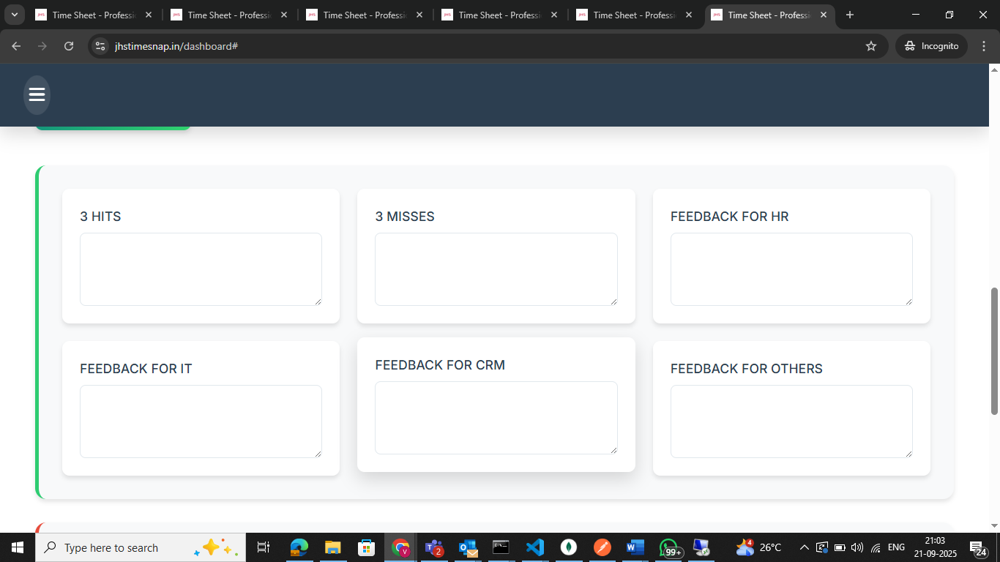 Time Sheet - Professi
Time Sheet - Professi
Time Sheet - Professi
Time Sheet - Professi
Time Sheet - Professi
Time Sheet - Professi
jhstimesnap.in/dashboard#
Incognito
3 HITS
3 MISSES
FEEDBACK FOR HR
FEEDBACK FOR IT
FEEDBACK FOR CRM
FEEDBACK FOR OTHERS
Type here to search
2
99+
4
26°C
ENG
21:03
21-09-2025
24